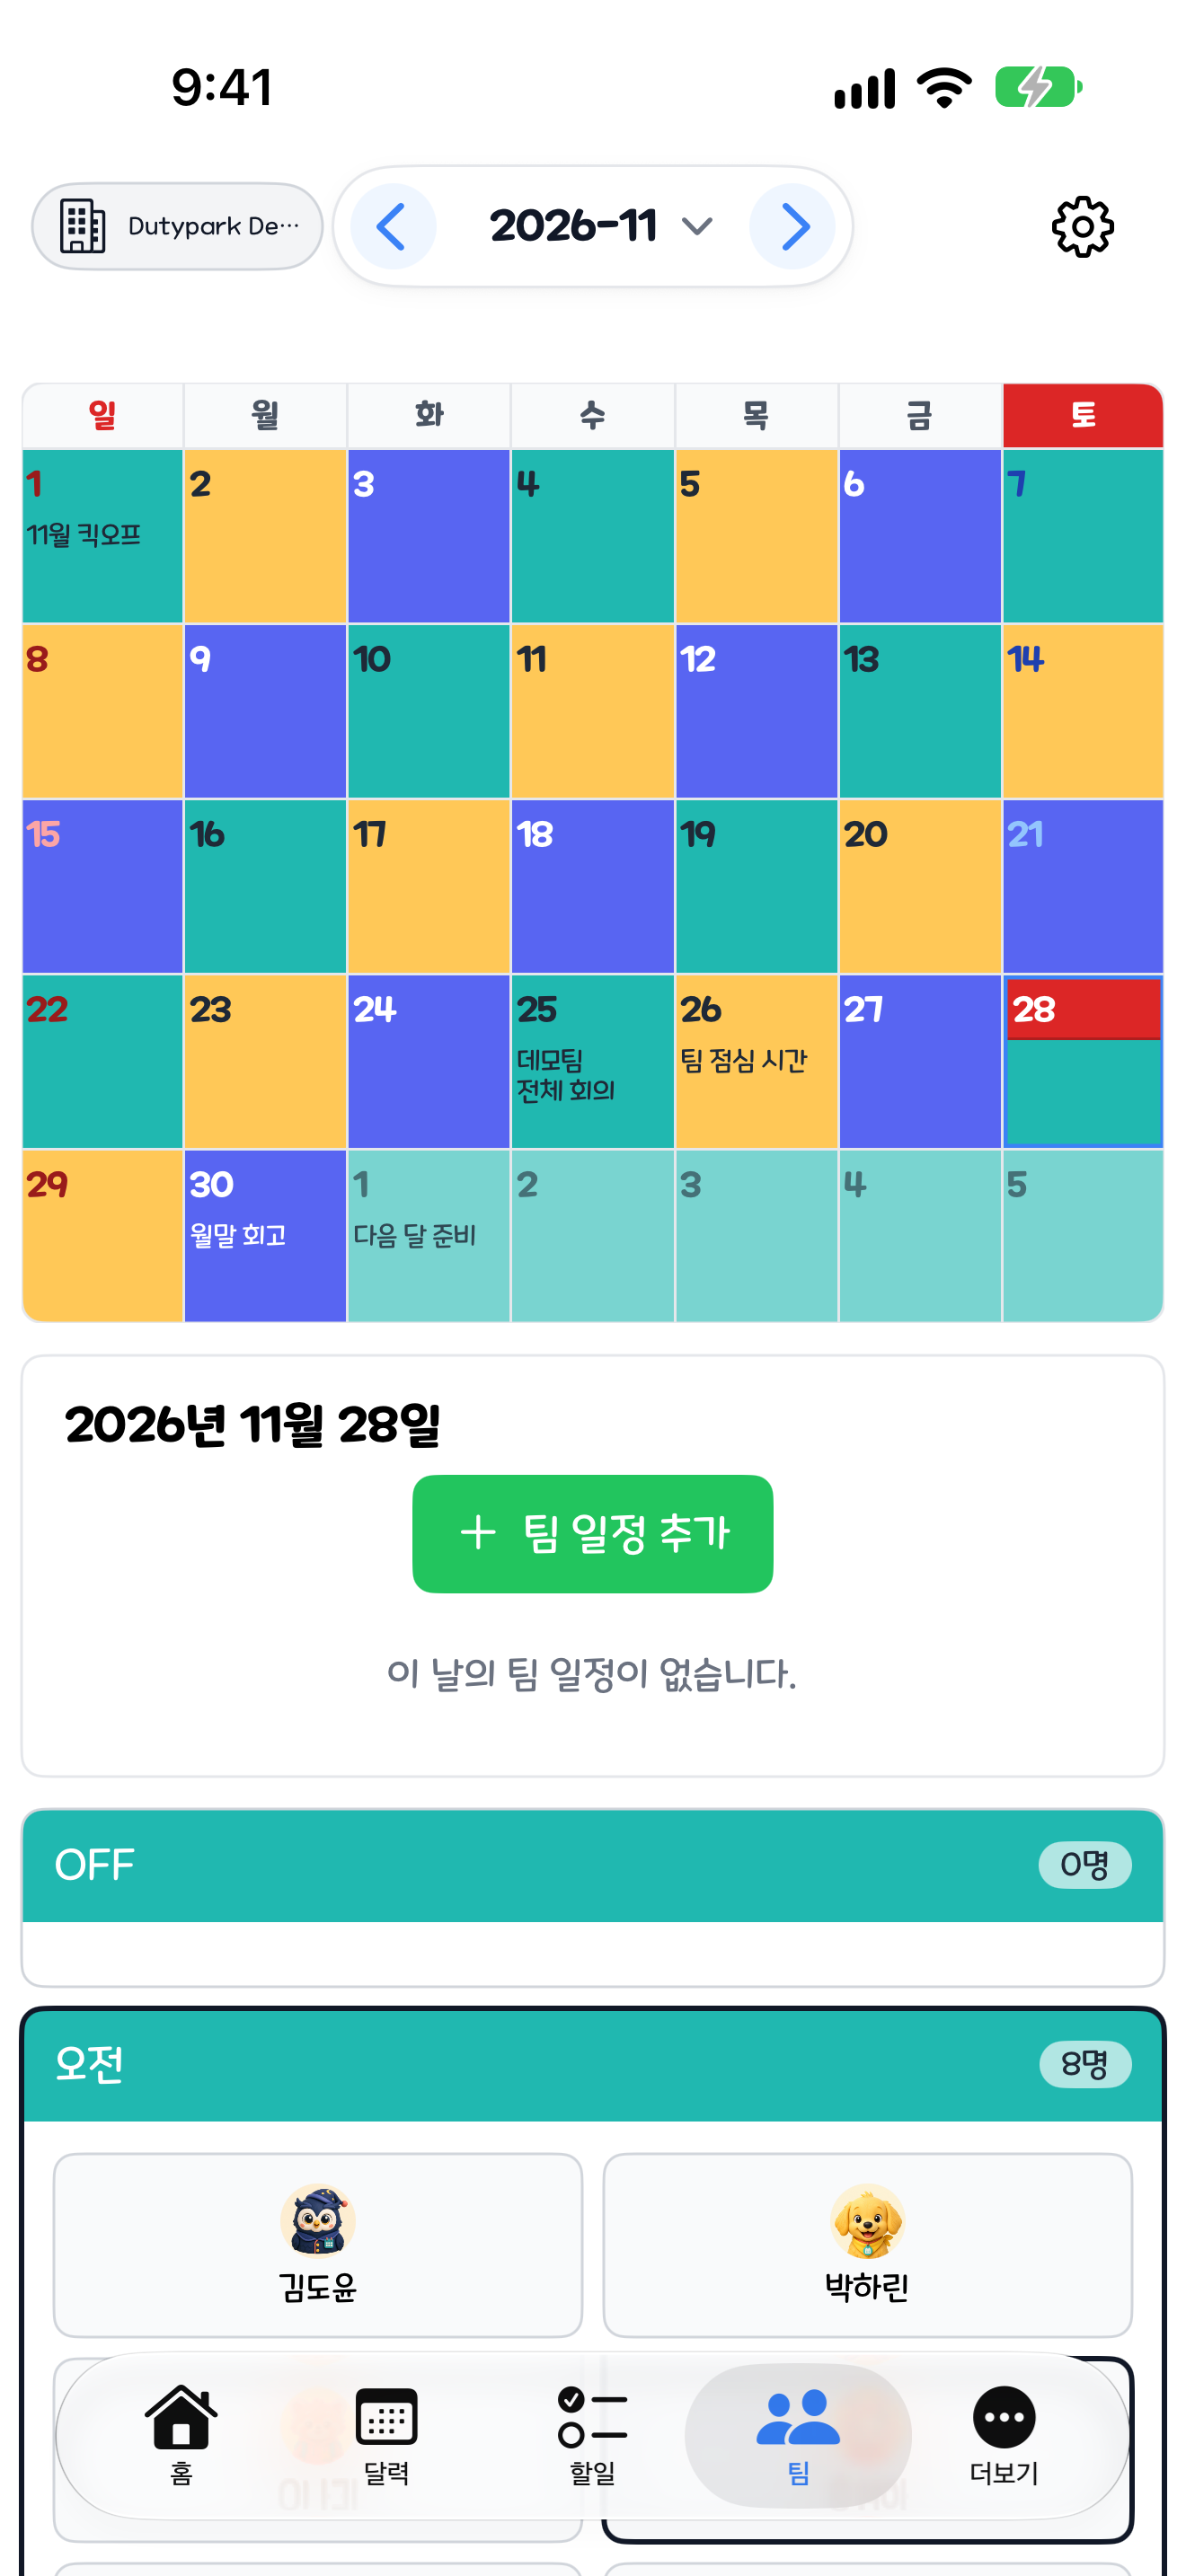 9:41
Dutypark De…
2026-11
일 월 화 수 목 금 토
1 2 3 4 5 6 7
11월 킥오프
8 9 10 11 12 13 14
15 16 17 18 19 20 21
22 23 24 25 26 27 28
데모팀
전체 회의
팀 점심 시간
29 30 1 2 3 4 5
월말 회고
다음 달 준비
2026년 11월 28일
+ 팀 일정 추가
이 날의 팀 일정이 없습니다.
OFF
0명
오전
8명
김도윤
박하린
홈
달력
할일
팀
더보기